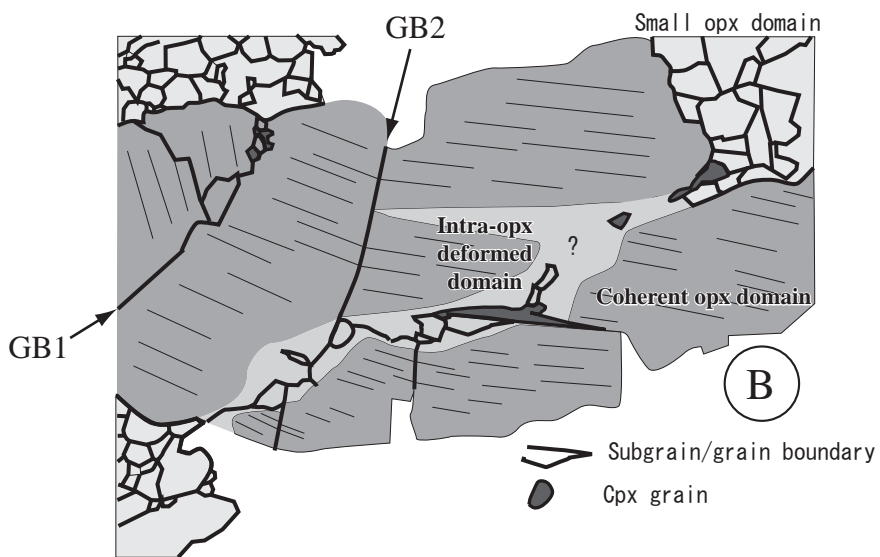 Small opx domain
GB2
Intra-opx
deformed
domain
?
Coherent opx domain
GB1
B
Subgrain/grain boundary
Cpx grain